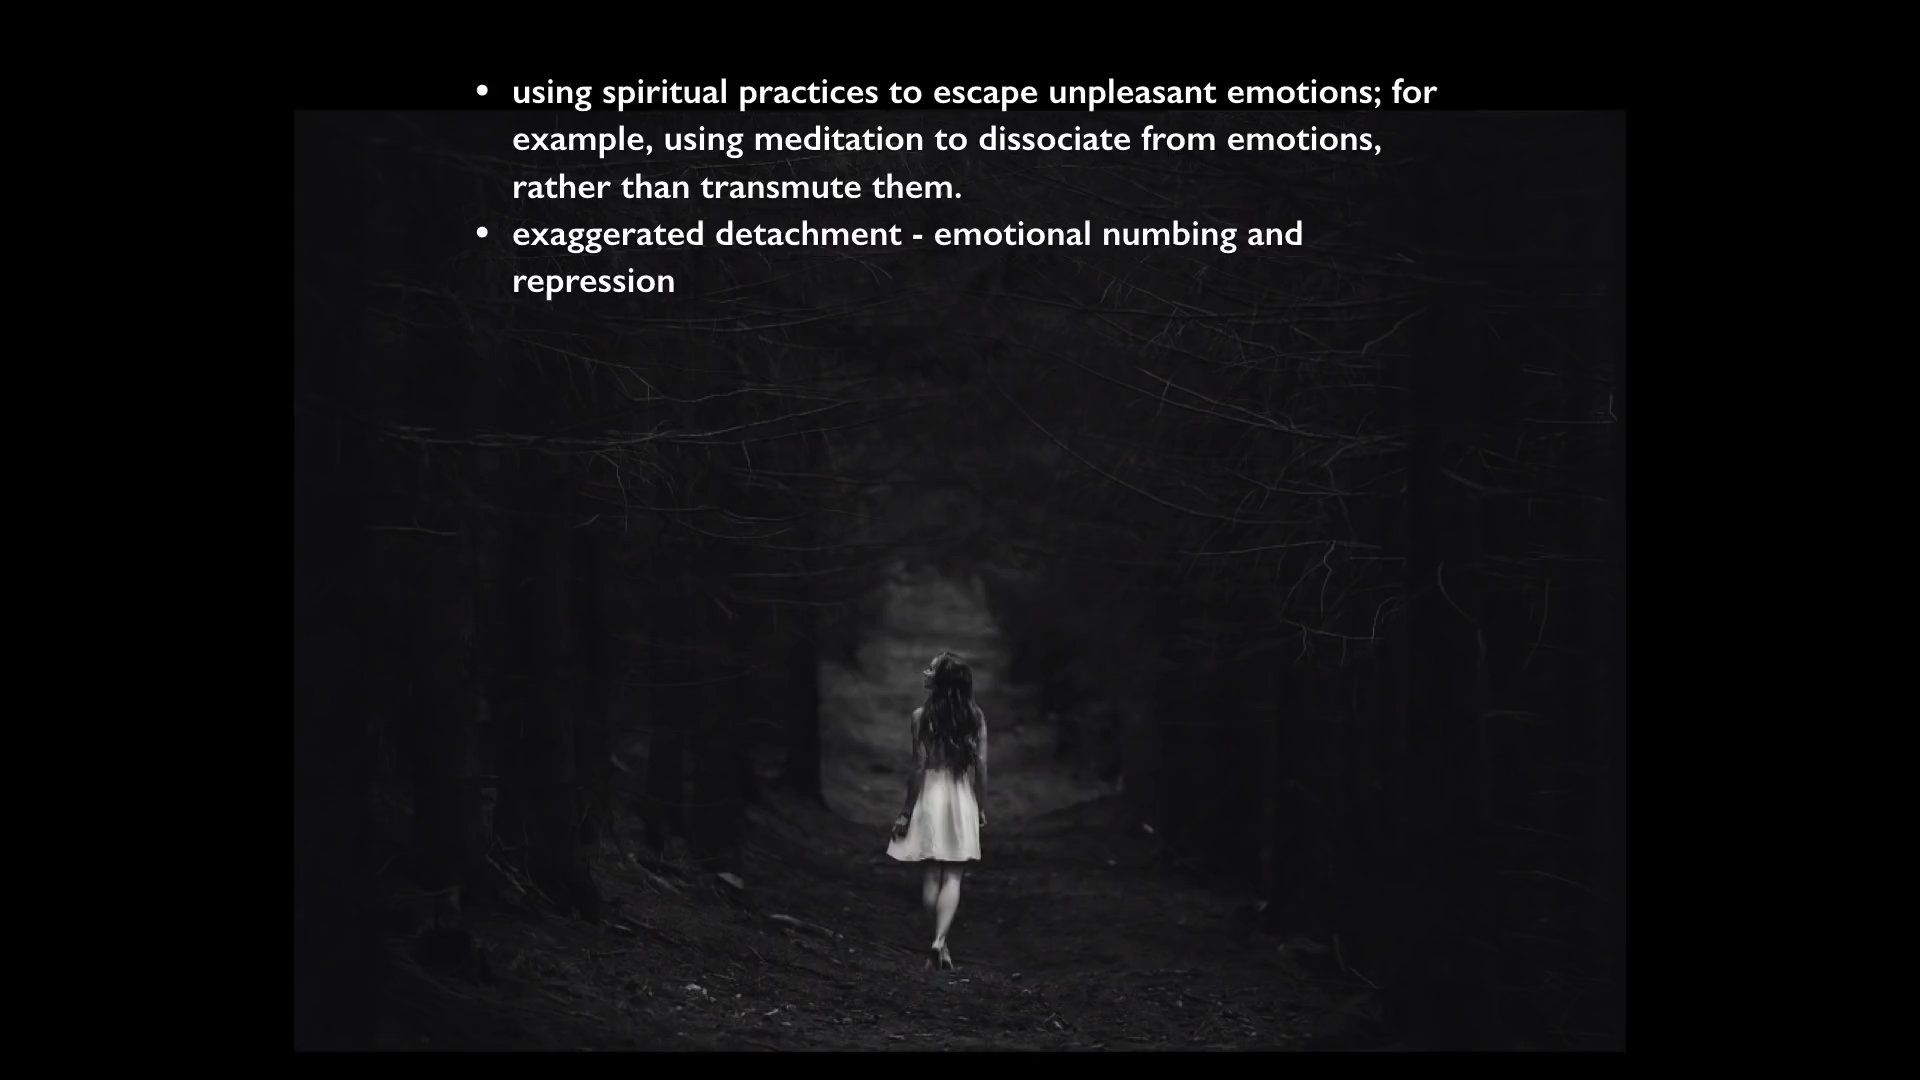 • using spiritual practices to escape unpleasant emotions; for
example, using meditation to dissociate from emotions,
rather than transmute them.
• exaggerated detachment - emotional numbing and
repression